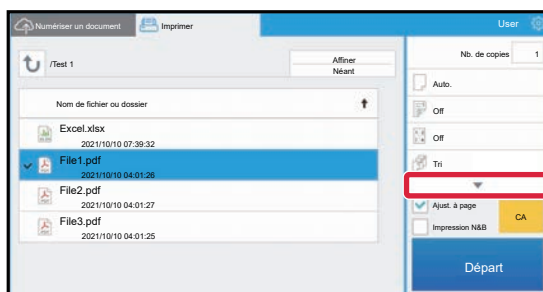 Numériser un document
Imprimer
User
/Test 1
Affiner
Néant
Nom de fichier ou dossier
Excel.xlsx
2021/10/10 07:39:32
File1.pdf
2021/10/10 04:01:26
File2.pdf
2021/10/10 04:01:27
File3.pdf
2021/10/10 04:01:25
Nb. de copies 1
Auto.
Off
Off
Tri
Ajust. à page
Impression N&B
CA
Départ